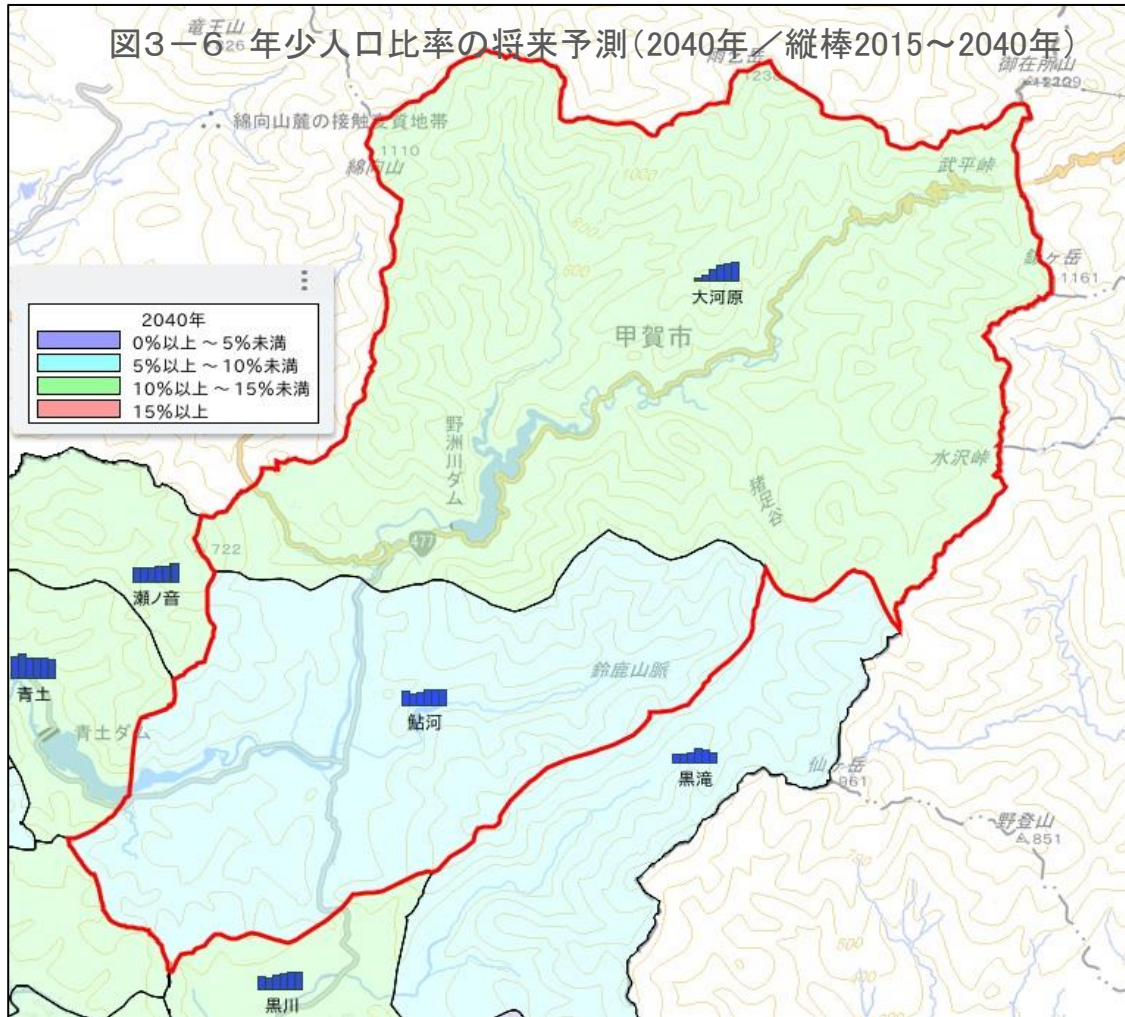 図3-6 年少人口比率の将来予測(2040年/縦棒2015~2040年)
竜王山
826
雨乞岳
1238
御在所山
綿向山麓の接触変質地帯
1110
綿向山
1000
武平峠
800
600
鎌ヶ岳
1161
大河原
甲賀市
2040年
0%以上 ~ 5%未満
5%以上 ~ 10%未満
10%以上 ~ 15%未満
15%以上
野洲川ダム
水沢峠
猪足谷
477
722
瀬ノ音
青土
鈴鹿山脈
鮎河
青土ダム
黒滝
仙ヶ岳
961
野登山
851
750
500
400
黒川